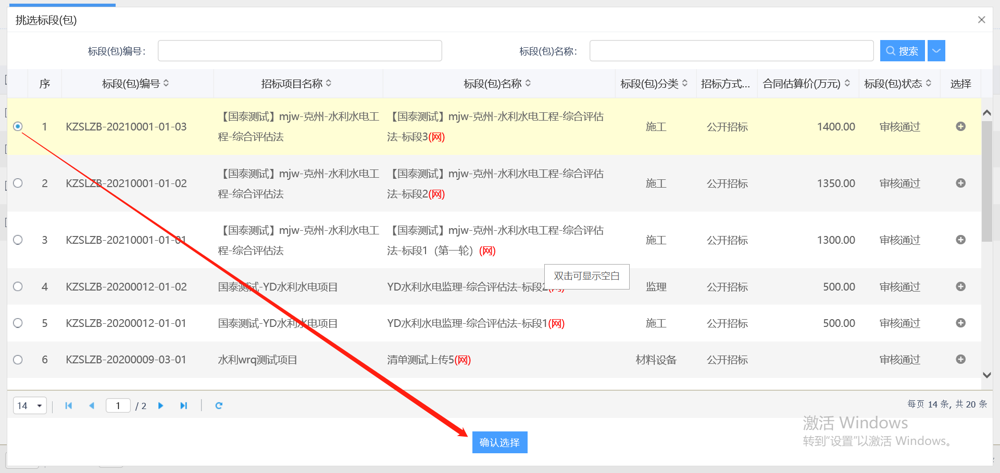 挑选标段(包)
标段(包)编号：
标段(包)名称：
搜索
序
标段(包)编号
招标项目名称
标段(包)名称
标段(包)分类
招标方式...
合同估算价(万元)
标段(包)状态
选择
1
KZSLZB-20210001-01-03
【国泰测试】mjw-克州-水利水电工
程-综合评估法
【国泰测试】mjw-克州-水利水电工程-综合评估
法-标段3(网)
施工
公开招标
1400.00
审核通过
2
KZSLZB-20210001-01-02
【国泰测试】mjw-克州-水利水电工
程-综合评估法
【国泰测试】mjw-克州-水利水电工程-综合评估
法-标段2(网)
施工
公开招标
1350.00
审核通过
3
KZSLZB-20210001-01-01
【国泰测试】mjw-克州-水利水电工
程-综合评估法
【国泰测试】mjw-克州-水利水电工程-综合评估
法-标段1（第一轮）(网)
施工
公开招标
1300.00
审核通过
双击可显示空白
4
KZSLZB-20200012-01-02
国泰测试-YD水利水电项目
YD水利水电监理-综合评估法-标段2(网)
监理
公开招标
500.00
审核通过
5
KZSLZB-20200012-01-01
国泰测试-YD水利水电项目
YD水利水电监理-综合评估法-标段1(网)
施工
公开招标
500.00
审核通过
6
KZSLZB-20200009-03-01
水利wrq测试项目
清单测试上传5(网)
材料设备
公开招标
审核通过
14
1
/ 2
每页 14 条, 共 20 条
确认选择
激活 Windows
转到“设置”以激活 Windows。